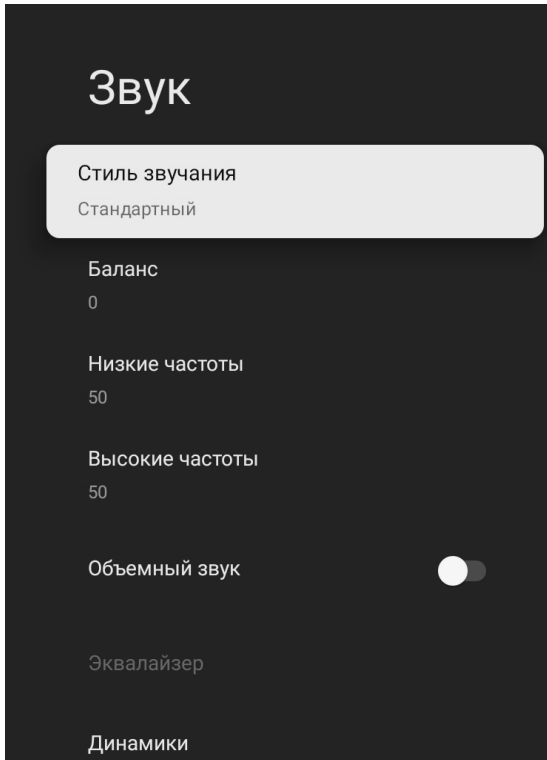 Звук
Стиль звучания
Стандартный
Баланс
0
Низкие частоты
50
Высокие частоты
50
Объемный звук
Эквалайзер
Динамики